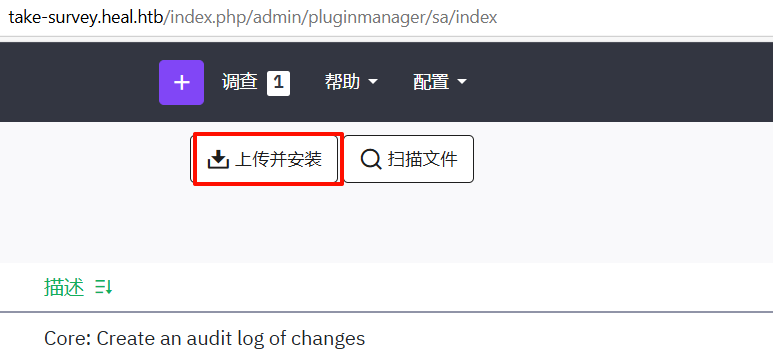 take-survey.heal.htb/index.php/admin/pluginmanager/sa/index
+ 调查 1 帮助 配置
上传并安装 扫描文件
描述
Core: Create an audit log of changes